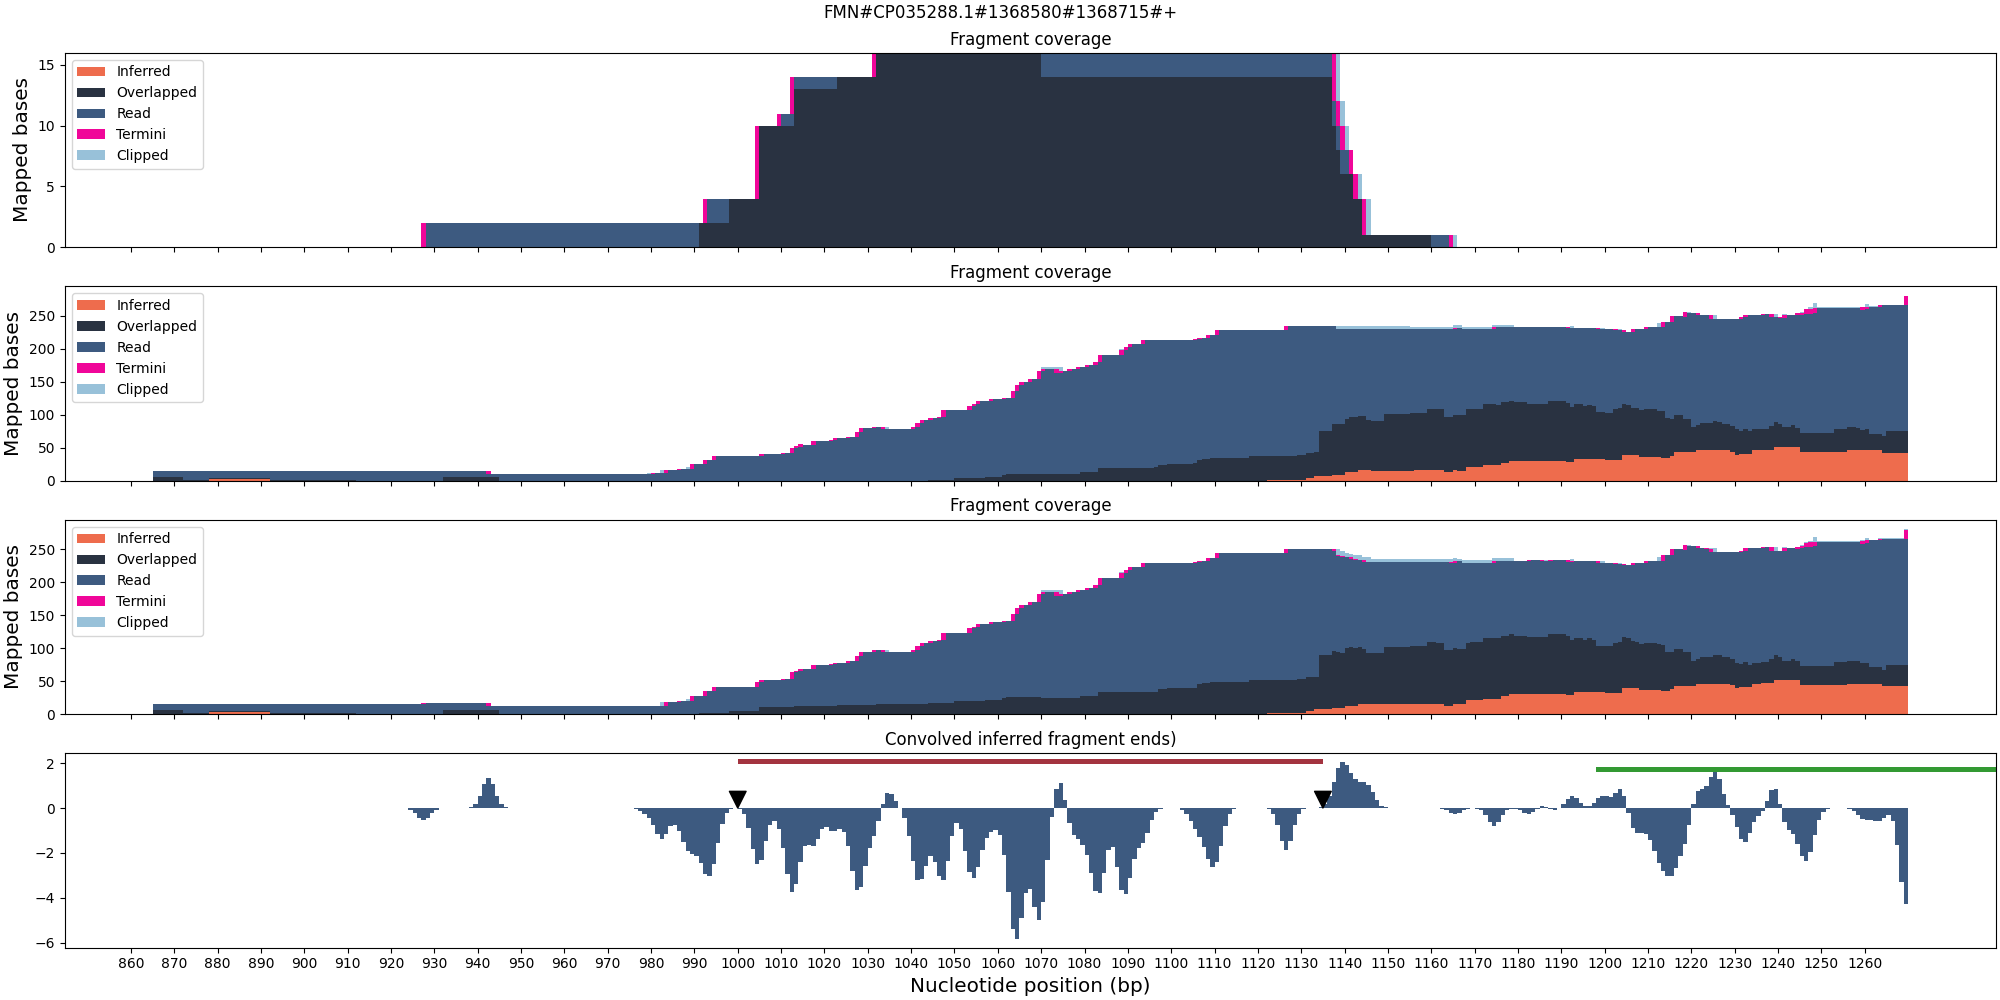 FMN#CP035288.1#1368580#1368715#+
Fragment coverage
Mapped bases
15
10
5
0
Inferred
Overlapped
Read
Termini
Clipped
Fragment coverage
Mapped bases
250
200
150
100
50
0
Inferred
Overlapped
Read
Termini
Clipped
Fragment coverage
Mapped bases
250
200
150
100
50
0
Inferred
Overlapped
Read
Termini
Clipped
Convolved inferred fragment ends)
2
0
−2
−4
−6
860 870 880 890 900 910 920 930 940 950 960 970 980 990 1000 1010 1020 1030 1040 1050 1060 1070 1080 1090 1100 1110 1120 1130 1140 1150 1160 1170 1180 1190 1200 1210 1220 1230 1240 1250 1260
Nucleotide position (bp)